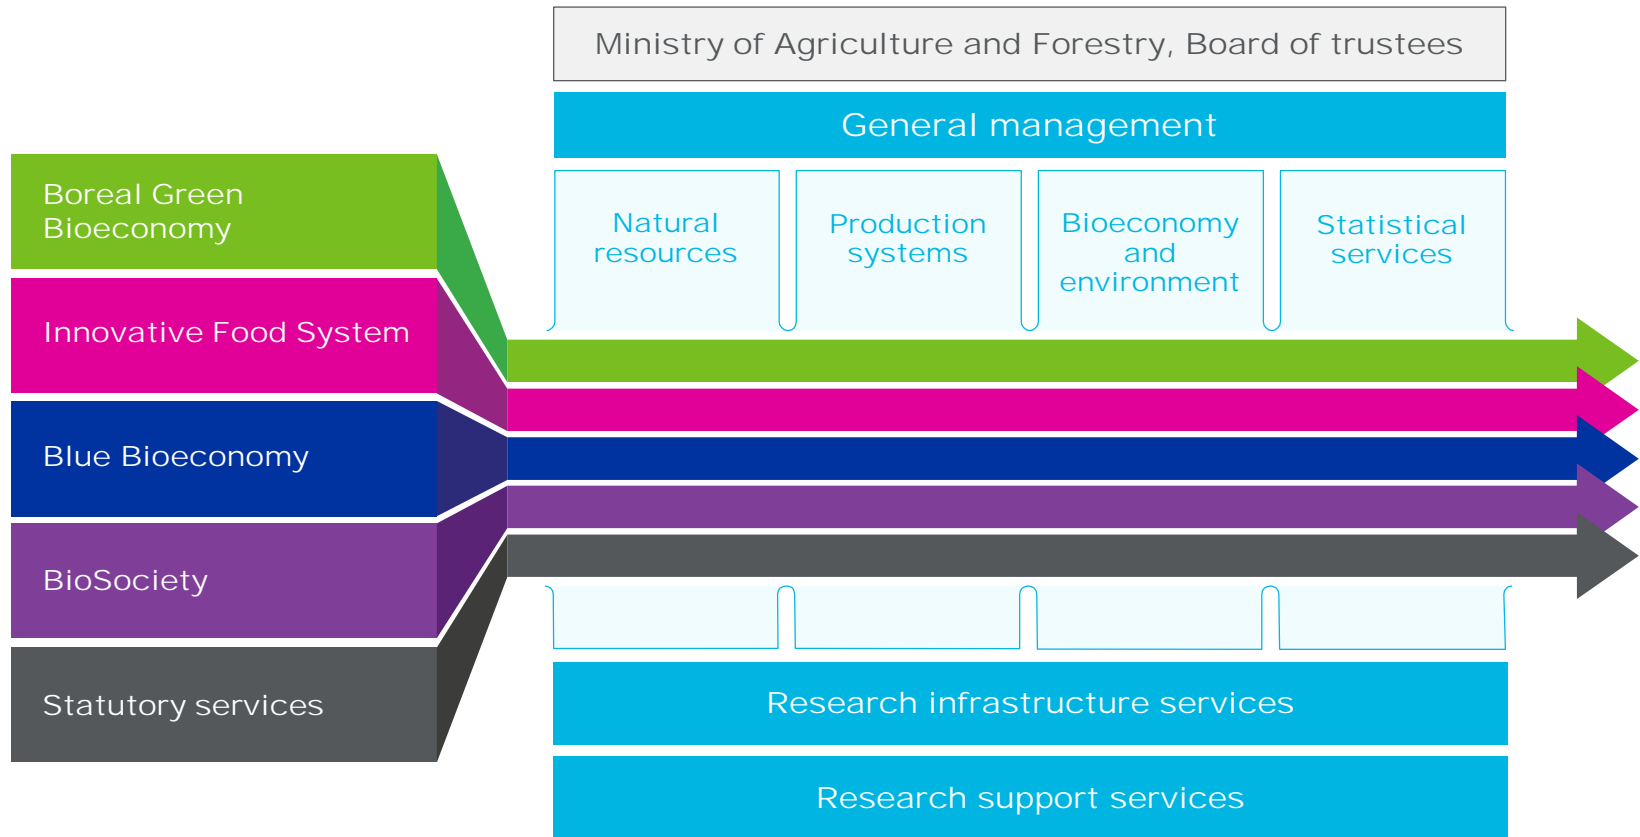 Ministry of Agriculture and Forestry, Board of trustees
General management
Boreal Green
Bioeconomy
Innovative Food System
Blue Bioeconomy
BioSociety
Statutory services
Natural
resources
Production
systems
Bioeconomy
and
environment
Statistical
services
Research infrastructure services
Research support services